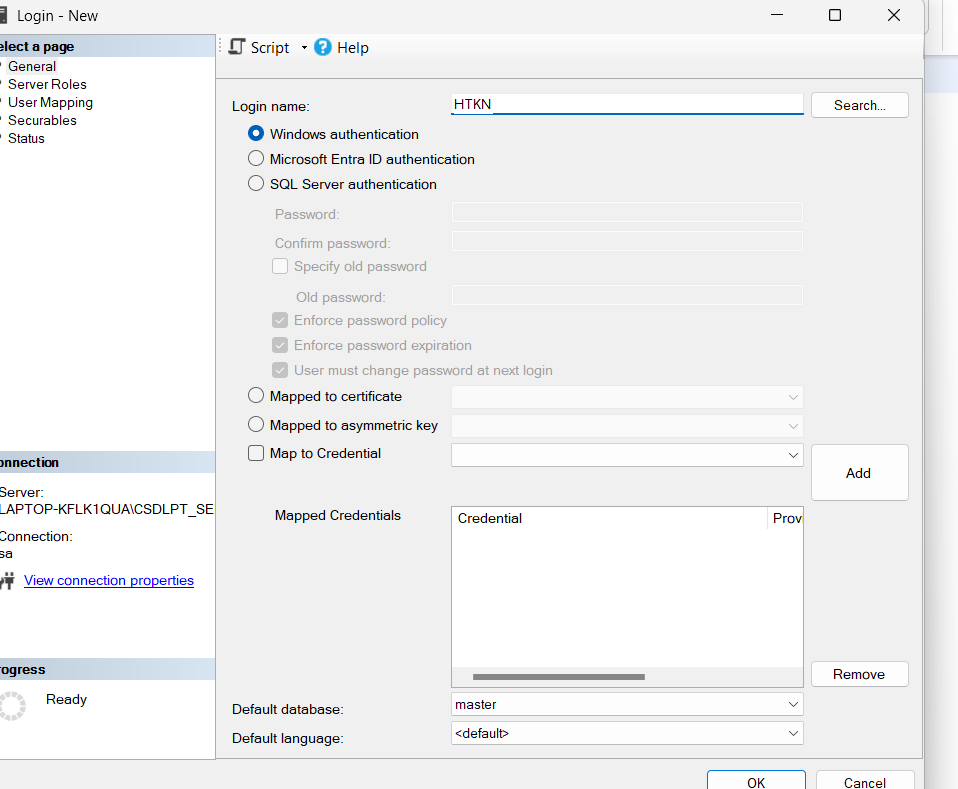 Login - New
elect a page
General
Server Roles
User Mapping
Securables
Status
onnection
Server:
LAPTOP-KFLK1QUA\CSDLPT_SE
Connection:
sa
View connection properties
rogress
Ready
Script
Help
Login name:
HTKN
Search...
Windows authentication
Microsoft Entra ID authentication
SQL Server authentication
Password:
Confirm password:
Specify old password
Old password:
Enforce password policy
Enforce password expiration
User must change password at next login
Mapped to certificate
Mapped to asymmetric key
Map to Credential
Add
Mapped Credentials
Credential
Provi
Remove
Default database:
master
Default language:
<default>
OK
Cancel